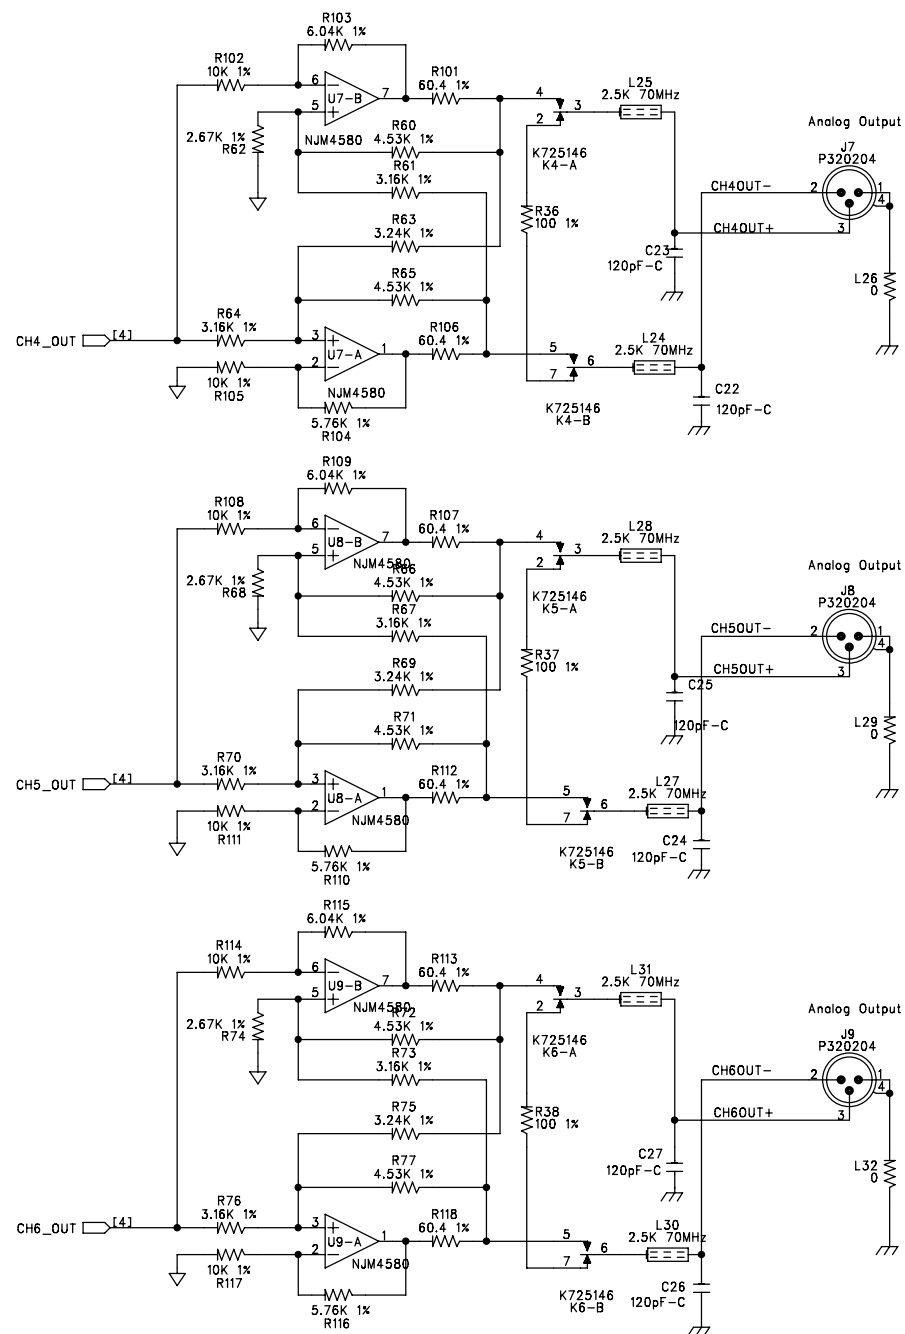 R103
6.04K 1%
R102
10K 1%
6
5
U7-B
7
NJM4580
R101
60.4 1%
2.67K 1%
R62
R60
4.53K 1%
R61
3.16K 1%
R63
3.24K 1%
R65
4.53K 1%
4
3
2
K725146
K4-A
R36
100 1%
L25
2.5K 70MHz
C23
120pF-C
Analog Output
J7
P320204
CH4OUT-
2
1
4
CH4OUT+
3
L26
0
CH4_OUT
[4]
R64
3.16K 1%
10K 1%
R105
3
2
U7-A
1
NJM4580
5.76K 1%
R104
R106
60.4 1%
5
6
7
K725146
K4-B
L24
2.5K 70MHz
C22
120pF-C
R109
6.04K 1%
R108
10K 1%
6
5
U8-B
7
NJM4580
R107
60.4 1%
2.67K 1%
R68
R66
4.53K 1%
R67
3.16K 1%
R69
3.24K 1%
R71
4.53K 1%
4
3
2
K725146
K5-A
R37
100 1%
L28
2.5K 70MHz
C25
120pF-C
Analog Output
J8
P320204
CH5OUT-
2
1
4
CH5OUT+
3
L29
0
CH5_OUT
[4]
R70
3.16K 1%
10K 1%
R111
3
2
U8-A
1
NJM4580
5.76K 1%
R110
R112
60.4 1%
5
6
7
K725146
K5-B
L27
2.5K 70MHz
C24
120pF-C
R115
6.04K 1%
R114
10K 1%
6
5
U9-B
7
NJM4580
R113
60.4 1%
2.67K 1%
R74
R72
4.53K 1%
R73
3.16K 1%
R75
3.24K 1%
R77
4.53K 1%
4
3
2
K725146
K6-A
R38
100 1%
L31
2.5K 70MHz
C27
120pF-C
Analog Output
J9
P320204
CH6OUT-
2
1
4
CH6OUT+
3
L32
0
CH6_OUT
[4]
R76
3.16K 1%
10K 1%
R117
3
2
U9-A
1
NJM4580
5.76K 1%
R116
R118
60.4 1%
5
6
7
K725146
K6-B
L30
2.5K 70MHz
C26
120pF-C